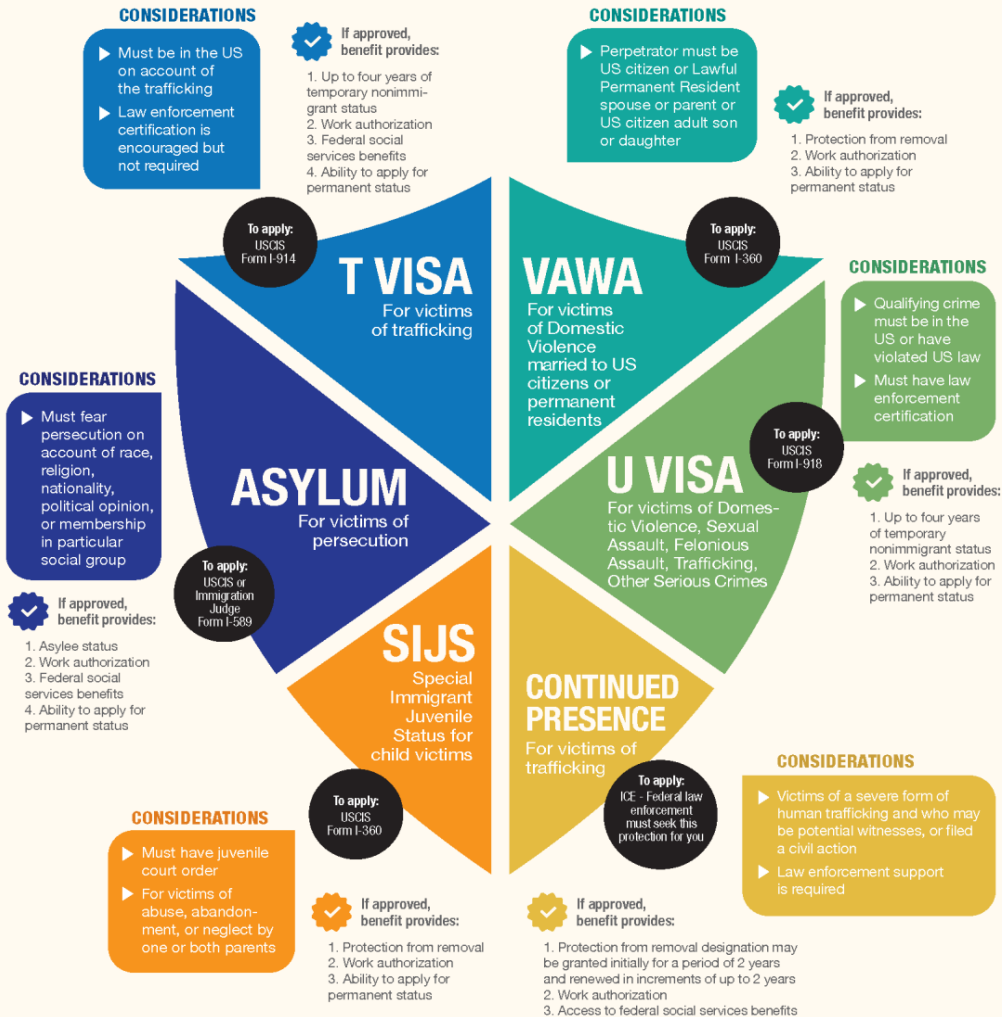 CONSIDERATIONS
Must be in the US
on account of
the trafficking
Law enforcement
certification is
encouraged but
not required
If approved,
benefit provides:
1. Up to four years of
temporary nonimmi-
grant status
2. Work authorization
3. Federal social
services benefits
4. Ability to apply for
permanent status
To apply:
USCIS
Form I-914
T VISA
For victims
of trafficking
CONSIDERATIONS
Perpetrator must be
US citizen or Lawful
Permanent Resident
spouse or parent or
US citizen adult son
or daughter
If approved,
benefit provides:
1. Protection from removal
2. Work authorization
3. Ability to apply for
permanent status
To apply:
USCIS
Form I-360
VAWA
For victims
of Domestic
Violence
married to US
citizens or
permanent
residents
CONSIDERATIONS
Qualifying crime
must be in the
US or have
violated US law
Must have law
enforcement
certification
To apply:
USCIS
Form I-918
If approved,
benefit provides:
1. Up to four years
of temporary
nonimmigrant status
2. Work authorization
3. Ability to apply for
permanent status
U VISA
For victims of Domes-
tic Violence, Sexual
Assault, Felonious
Assault, Trafficking,
Other Serious Crimes
CONSIDERATIONS
Must fear
persecution on
account of race,
religion,
nationality,
political opinion,
or membership
in particular
social group
ASYLUM
For victims of
persecution
To apply:
USCIS or
Immigration
Judge
Form I-589
If approved,
benefit provides:
1. Asylee status
2. Work authorization
3. Federal social
services benefits
4. Ability to apply for
permanent status
SIJS
Special
Immigrant
Juvenile
Status for
child victims
To apply:
USCIS
Form I-360
CONSIDERATIONS
Must have juvenile
court order
For victims of
abuse, abandon-
ment, or neglect by
one or both parents
If approved,
benefit provides:
1. Protection from removal
2. Work authorization
3. Ability to apply for
permanent status
CONTINUED
PRESENCE
For victims of
trafficking
To apply:
ICE - Federal law
enforcement
must seek this
protection for you
CONSIDERATIONS
Victims of a severe form of
human trafficking and who may
be potential witnesses, or filed
a civil action
Law enforcement support
is required
If approved,
benefit provides:
1. Protection from removal designation may
be granted initially for a period of 2 years
and renewed in increments of up to 2 years
2. Work authorization
3. Access to federal social services benefits